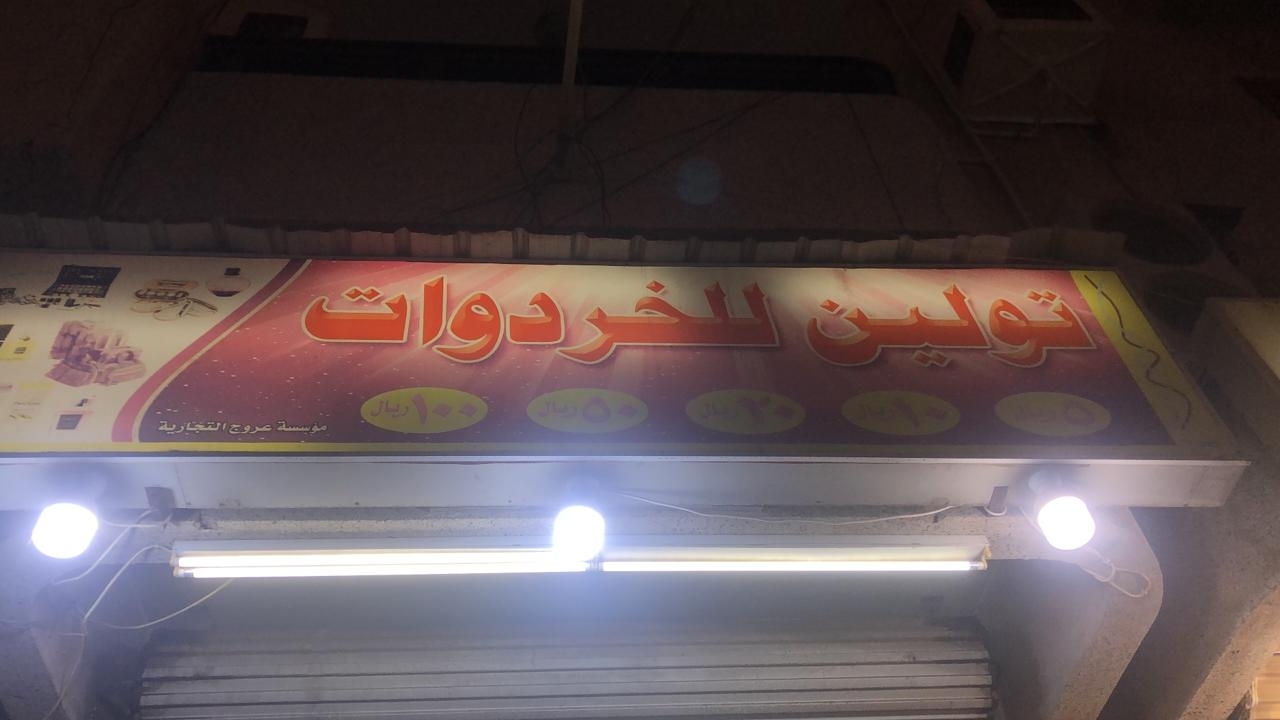 تولين للخردوات
٥ ريال ١٠ ريال ٢٠ ريال ٥٠ ريال ١٠٠ ريال
مؤسسة عروج التجارية